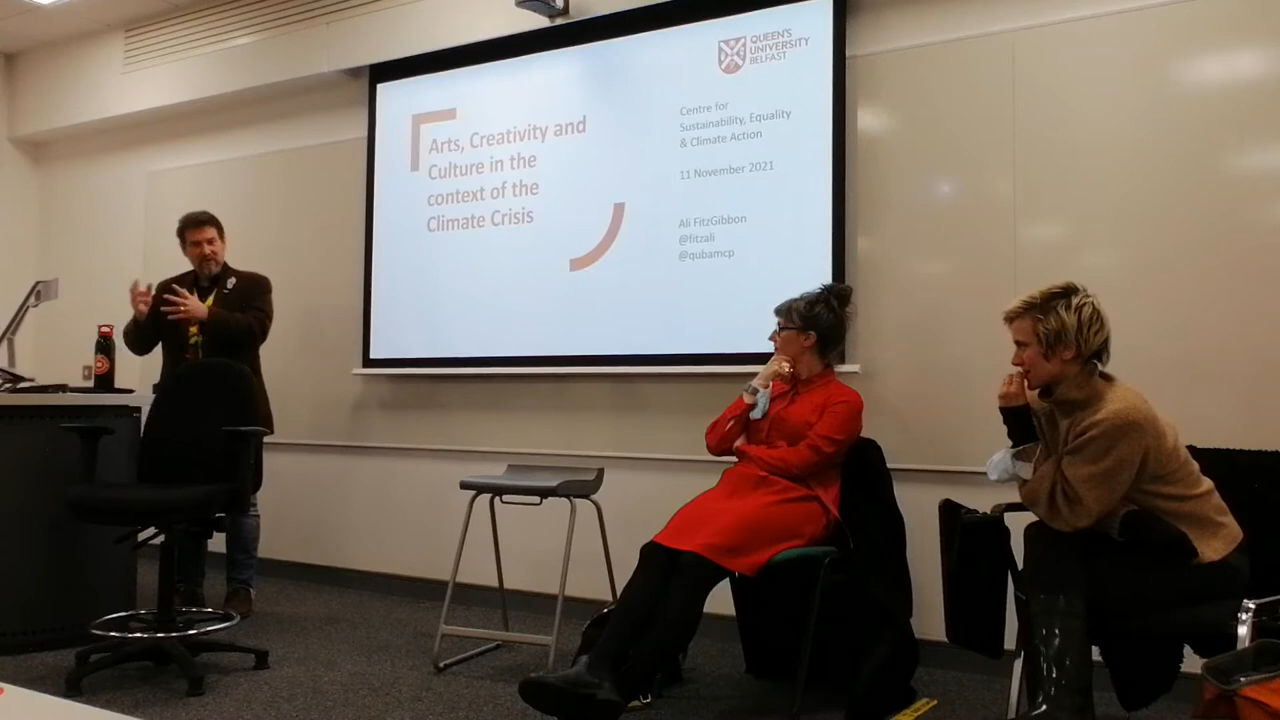 QUEEN'S
UNIVERSITY
BELFAST
Arts, Creativity and
Culture in the
context of the
Climate Crisis
Centre for
Sustainability, Equality
& Climate Action
11 November 2021
Ali FitzGibbon
@fitzali
@qubamcp